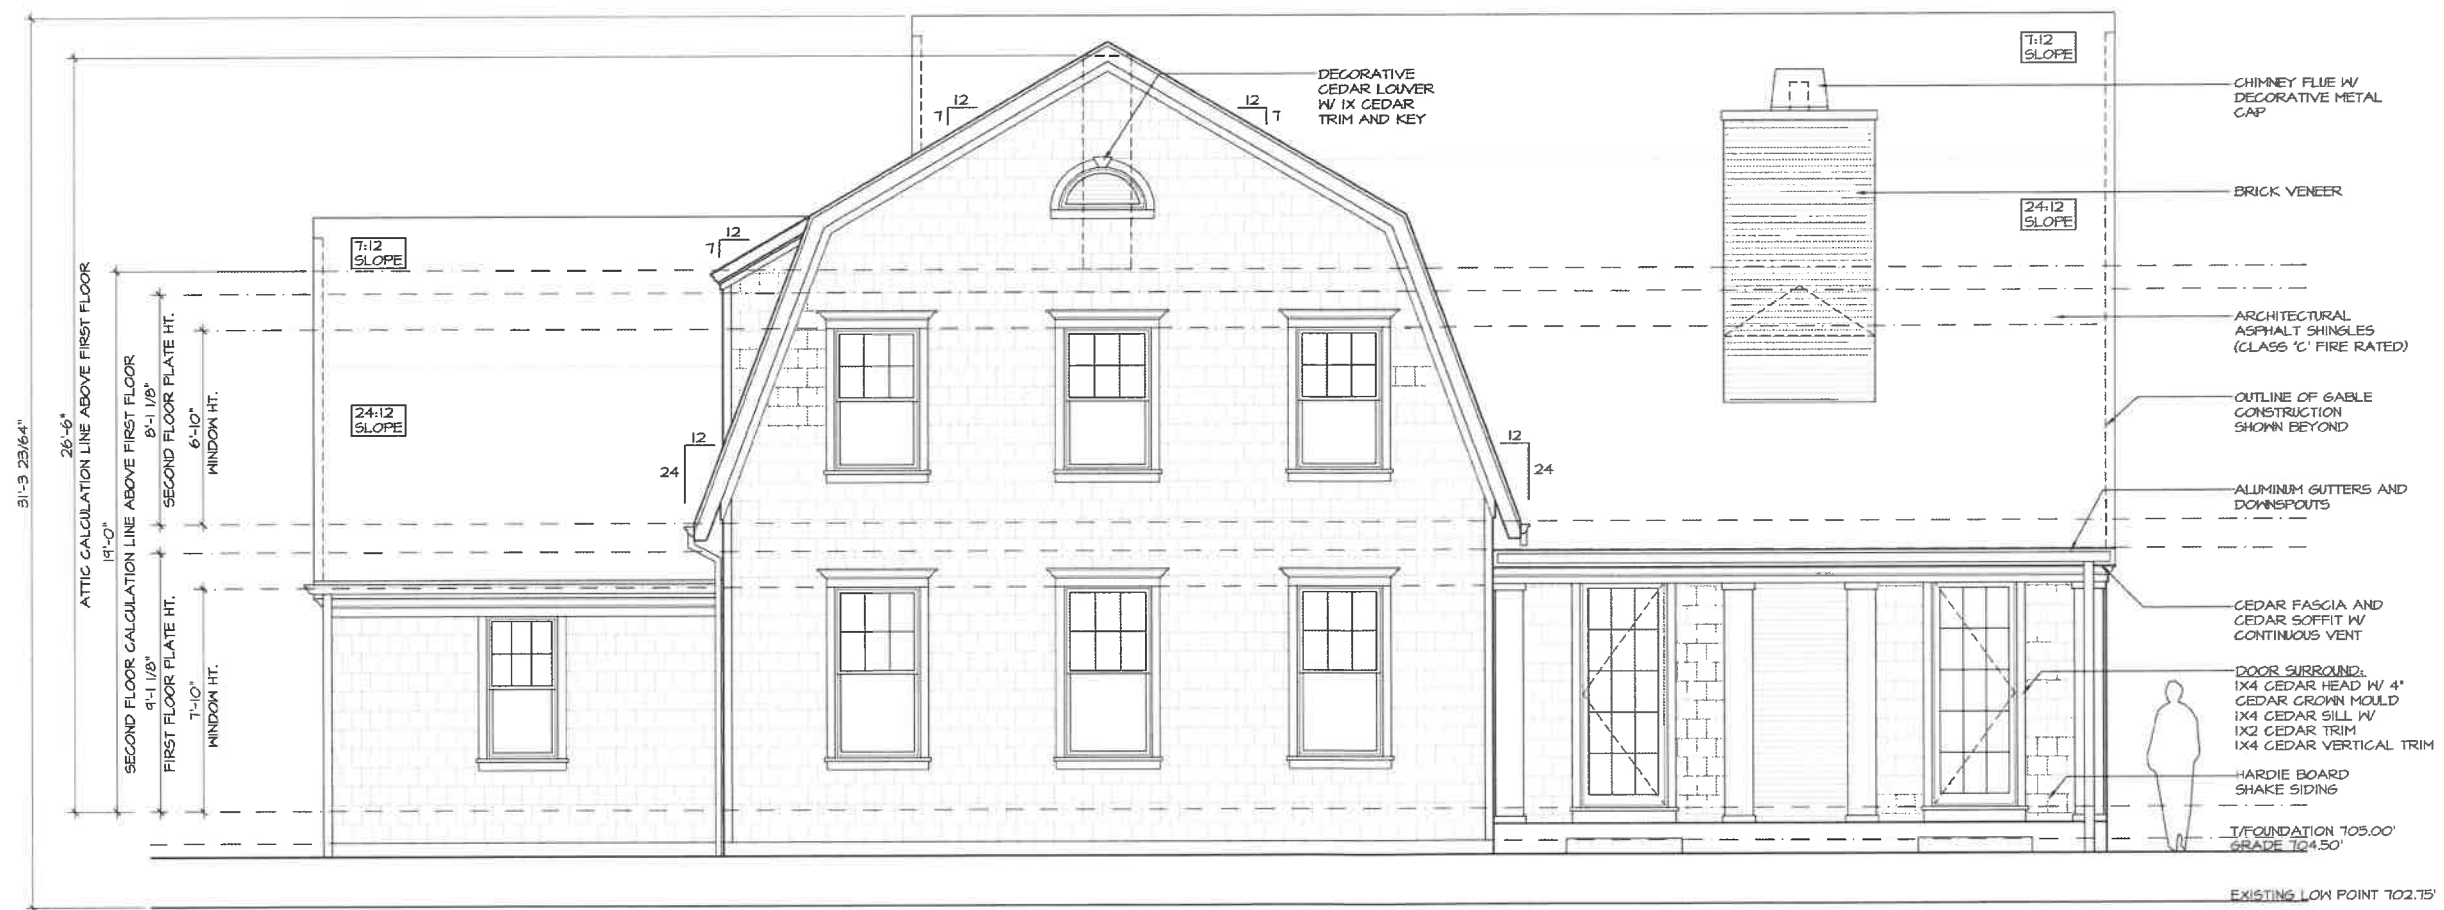 7:12
SLOPE
DECORATIVE
CEDAR LOUVER
W/ 1X CEDAR
TRIM AND KEY
12
7
12
7
CHIMNEY FLUE W/
DECORATIVE METAL
CAP
BRICK VENEER
24:12
SLOPE
12
7
7:12
SLOPE
ARCHITECTURAL
ASPHALT SHINGLES
(CLASS 'C' FIRE RATED)
24:12
SLOPE
OUTLINE OF GABLE
CONSTRUCTION
SHOWN BEYOND
12
24
12
24
ALUMINUM GUTTERS AND
DOWNSPOUTS
31'-3 23/64"
26'-6"
ATTIC CALCULATION LINE ABOVE FIRST FLOOR
19'-0"
SECOND FLOOR CALCULATION LINE ABOVE FIRST FLOOR
8'-1 1/8"
SECOND FLOOR PLATE HT.
6'-10"
WINDOW HT.
9'-1 1/8"
FIRST FLOOR PLATE HT.
7'-10"
WINDOW HT.
CEDAR FASCIA AND
CEDAR SOFFIT W/
CONTINUOUS VENT
DOOR SURROUND:
1X4 CEDAR HEAD W/ 4"
CEDAR CROWN MOULD
1X4 CEDAR SILL W/
1X2 CEDAR TRIM
1X4 CEDAR VERTICAL TRIM
HARDIE BOARD
SHAKE SIDING
T/FOUNDATION 705.00'
GRADE 704.50'
EXISTING LOW POINT 702.75'